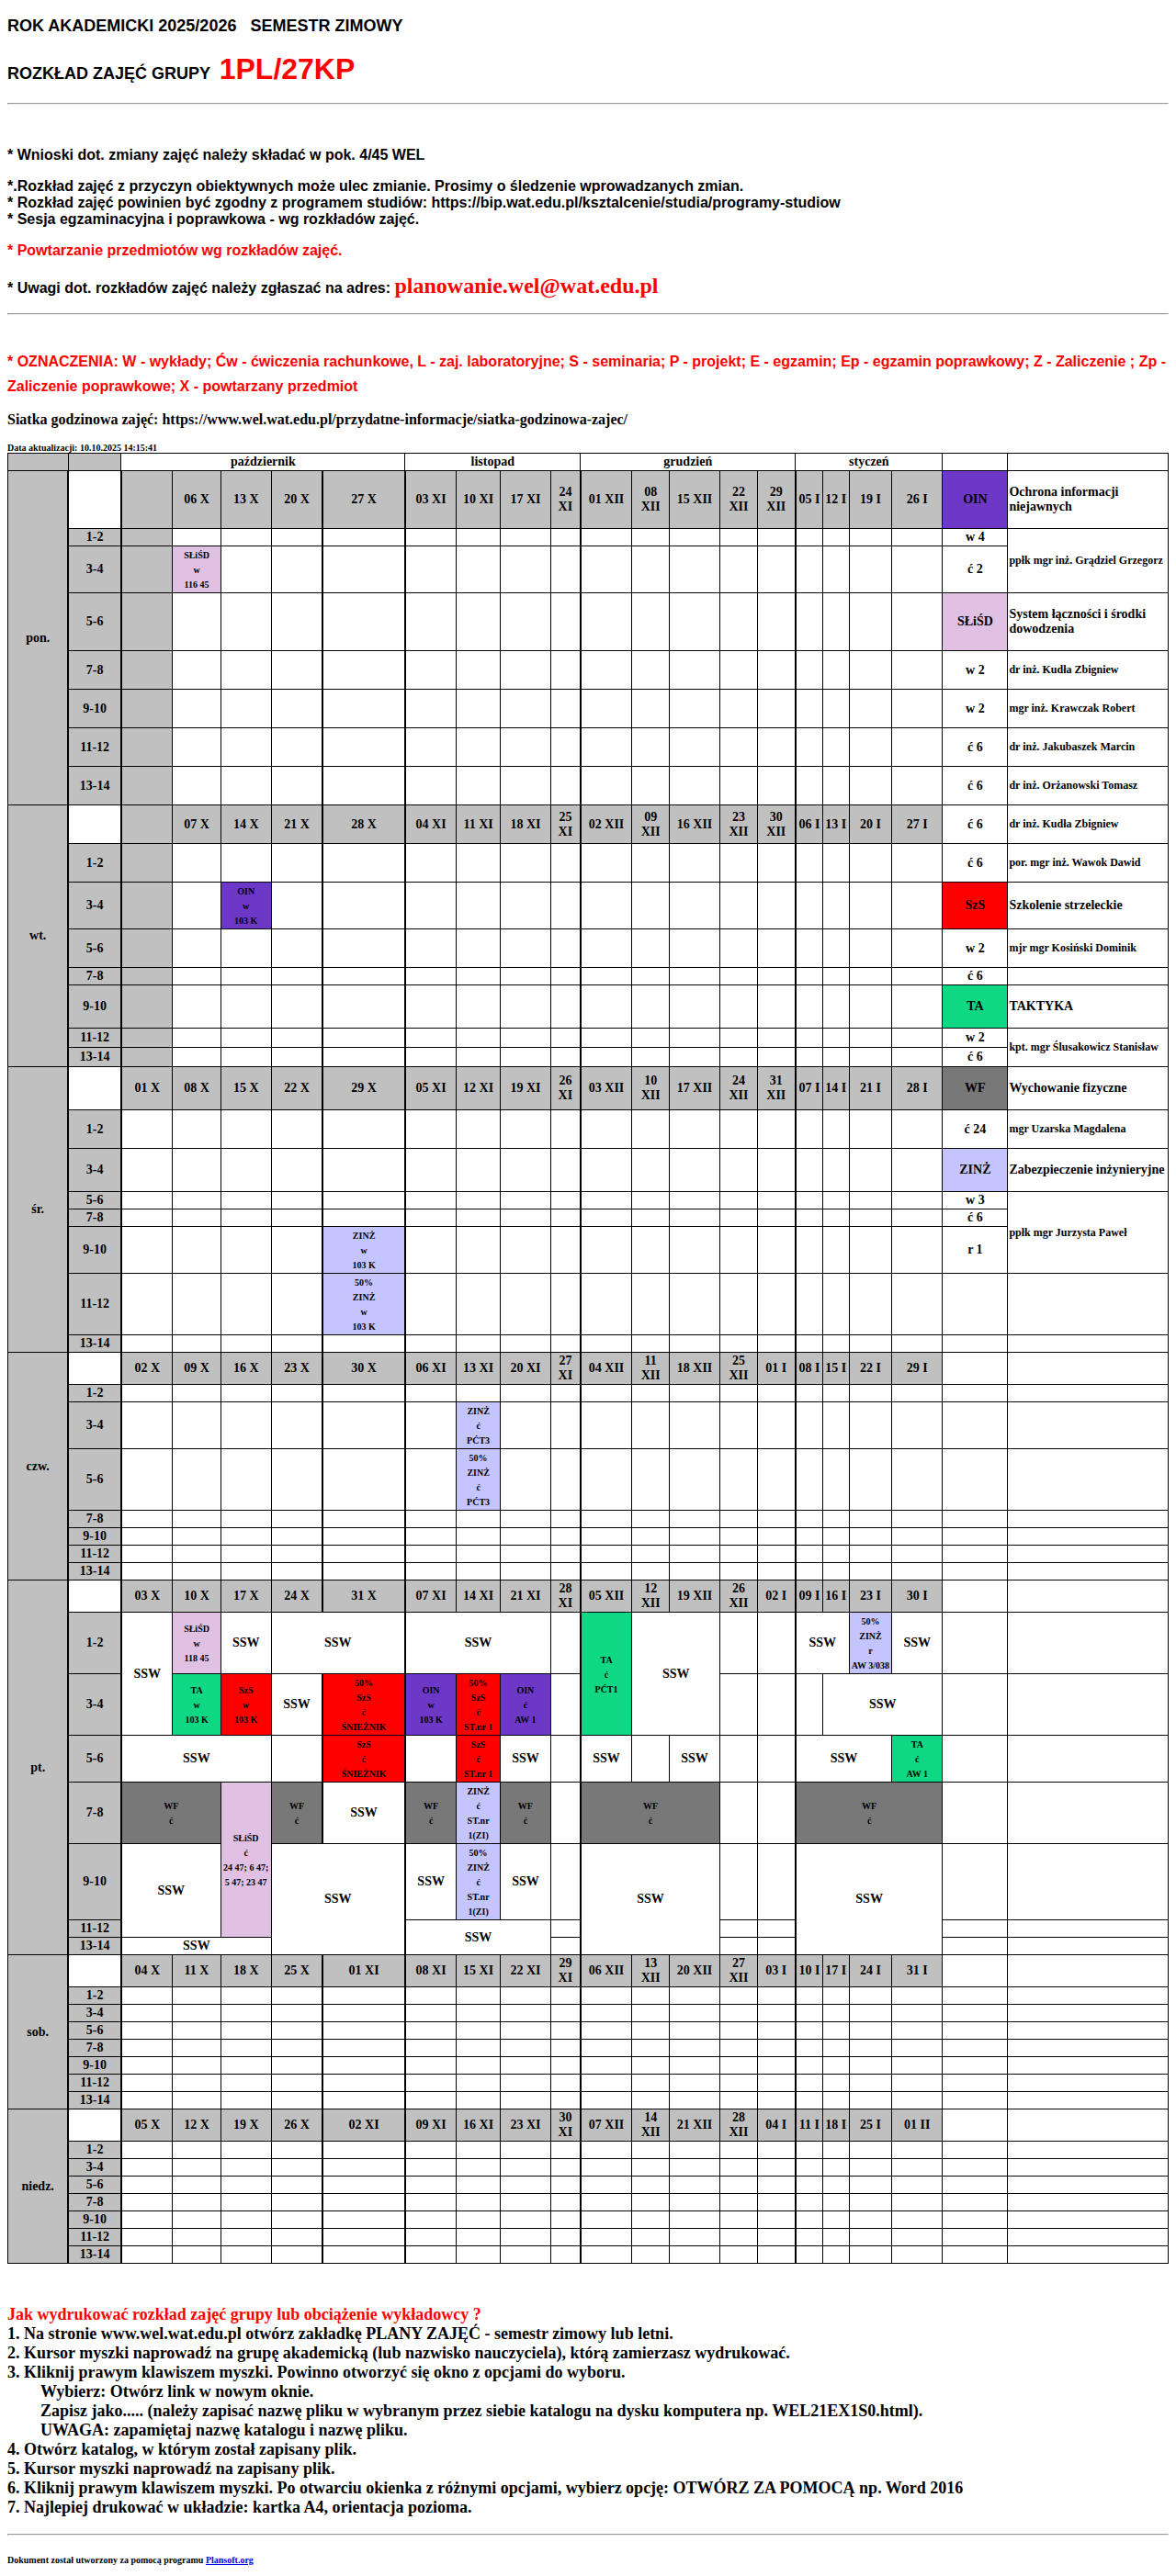 ROK AKADEMICKI 2025/2026 SEMESTR ZIMOWY
ROZKŁAD ZAJĘĆ GRUPY 1PL/27KP
* Wnioski dot. zmiany zajęć należy składać w pok. 4/45 WEL
*.Rozkład zajęć z przyczyn obiektywnych może ulec zmianie. Prosimy o śledzenie wprowadzanych zmian.
* Rozkład zajęć powinien być zgodny z programem studiów: https://bip.wat.edu.pl/ksztalcenie/studia/programy-studiow
* Sesja egzaminacyjna i poprawkowa - wg rozkładów zajęć.
* Powtarzanie przedmiotów wg rozkładów zajęć.
* Uwagi dot. rozkładów zajęć należy zgłaszać na adres: planowanie.wel@wat.edu.pl
* OZNACZENIA: W - wykłady; Ćw - ćwiczenia rachunkowe, L - zaj. laboratoryjne; S - seminaria; P - projekt; E - egzamin; Ep - egzamin poprawkowy; Z - Zaliczenie ; Zp -
Zaliczenie poprawkowe; X - powtarzany przedmiot
Siatka godzinowa zajęć: https://www.wel.wat.edu.pl/przydatne-informacje/siatka-godzinowa-zajec/
Data aktualizacji: 10.10.2025 14:15:41
październik listopad grudzień styczeń
pon. 06 X 13 X 20 X 27 X 03 XI 10 XI 17 XI 24 XI 01 XII 08 XII 15 XII 22 XII 29 XII 05 I 12 I 19 I 26 I OIN Ochrona informacji niejawnych
1-2 w 4 ppłk mgr inż. Grądziel Grzegorz
3-4 SŁiŚD w 116 45 ć 2
5-6 SŁiŚD System łączności i środki dowodzenia
7-8 w 2 dr inż. Kudła Zbigniew
9-10 w 2 mgr inż. Krawczak Robert
11-12 ć 6 dr inż. Jakubaszek Marcin
13-14 ć 6 dr inż. Orżanowski Tomasz
wt. 07 X 14 X 21 X 28 X 04 XI 11 XI 18 XI 25 XI 02 XII 09 XII 16 XII 23 XII 30 XII 06 I 13 I 20 I 27 I ć 6 dr inż. Kudła Zbigniew
1-2 ć 6 por. mgr inż. Wawok Dawid
3-4 OIN w 103 K SzS Szkolenie strzeleckie
5-6 w 2 mjr mgr Kosiński Dominik
7-8 ć 6
9-10 TA TAKTYKA
11-12 w 2 kpt. mgr Ślusakowicz Stanisław
13-14 ć 6
śr. 01 X 08 X 15 X 22 X 29 X 05 XI 12 XI 19 XI 26 XI 03 XII 10 XII 17 XII 24 XII 31 XII 07 I 14 I 21 I 28 I WF Wychowanie fizyczne
1-2 ć 24 mgr Uzarska Magdalena
3-4 ZINŻ Zabezpieczenie inżynieryjne
5-6 w 3 ppłk mgr Jurzysta Paweł
7-8 ć 6
9-10 ZINŻ w 103 K r 1
11-12 50% ZINŻ w 103 K
13-14
czw. 02 X 09 X 16 X 23 X 30 X 06 XI 13 XI 20 XI 27 XI 04 XII 11 XII 18 XII 25 XII 01 I 08 I 15 I 22 I 29 I
1-2
3-4 ZINŻ ć PĆT3
5-6 50% ZINŻ ć PĆT3
7-8
9-10
11-12
13-14
pt. 03 X 10 X 17 X 24 X 31 X 07 XI 14 XI 21 XI 28 XI 05 XII 12 XII 19 XII 26 XII 02 I 09 I 16 I 23 I 30 I
1-2 SSW SŁiŚD w 118 45 SSW SSW SSW TA ć PĆT1 SSW SSW 50% ZINŻ r AW 3/038 SSW
3-4 TA w 103 K SzS w 103 K SSW 50% SzS ć ŚNIEŻNIK OIN w 103 K 50% SzS ć ST.nr 1 OIN ć AW 1 SSW
5-6 SSW SzS ć ŚNIEŻNIK SzS ć ST.nr 1 SSW SSW SSW SSW TA ć AW 1
7-8 WF ć SŁiŚD ć 24 47; 6 47; 5 47; 23 47 WF ć SSW WF ć ZINŻ ć ST.nr 1(ZI) WF ć WF ć WF ć
9-10 SSW SSW SSW 50% ZINŻ ć ST.nr 1(ZI) SSW SSW SSW
11-12 SSW
13-14 SSW
sob. 04 X 11 X 18 X 25 X 01 XI 08 XI 15 XI 22 XI 29 XI 06 XII 13 XII 20 XII 27 XII 03 I 10 I 17 I 24 I 31 I
1-2
3-4
5-6
7-8
9-10
11-12
13-14
niedz. 05 X 12 X 19 X 26 X 02 XI 09 XI 16 XI 23 XI 30 XI 07 XII 14 XII 21 XII 28 XII 04 I 11 I 18 I 25 I 01 II
1-2
3-4
5-6
7-8
9-10
11-12
13-14
Jak wydrukować rozkład zajęć grupy lub obciążenie wykładowcy ?
1. Na stronie www.wel.wat.edu.pl otwórz zakładkę PLANY ZAJĘĆ - semestr zimowy lub letni.
2. Kursor myszki naprowadź na grupę akademicką (lub nazwisko nauczyciela), którą zamierzasz wydrukować.
3. Kliknij prawym klawiszem myszki. Powinno otworzyć się okno z opcjami do wyboru.
Wybierz: Otwórz link w nowym oknie.
Zapisz jako..... (należy zapisać nazwę pliku w wybranym przez siebie katalogu na dysku komputera np. WEL21EX1S0.html).
UWAGA: zapamiętaj nazwę katalogu i nazwę pliku.
4. Otwórz katalog, w którym został zapisany plik.
5. Kursor myszki naprowadź na zapisany plik.
6. Kliknij prawym klawiszem myszki. Po otwarciu okienka z różnymi opcjami, wybierz opcję: OTWÓRZ ZA POMOCĄ np. Word 2016
7. Najlepiej drukować w układzie: kartka A4, orientacja pozioma.
Dokument został utworzony za pomocą programu Plansoft.org